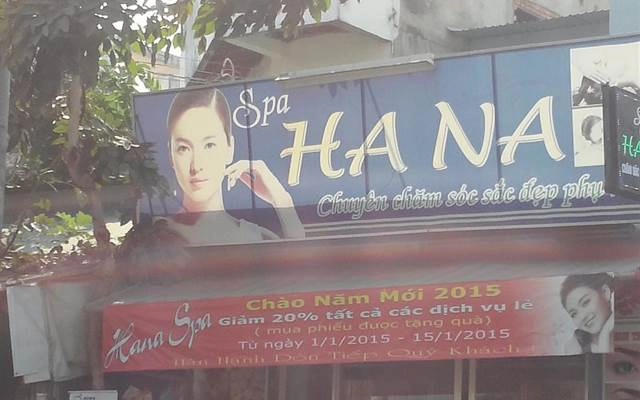 Spa
HA NA
Chuyên chăm sóc sắc đẹp phụ
Spa
HA
Hana Spa
Chào Năm Mới 2015
Giảm 20% tất cả các dịch vụ lẻ
( mua phiếu được tặng quà )
Từ ngày 1/1/2015 - 15/1/2015
Hân Hạnh Đón Tiếp Quý Khách